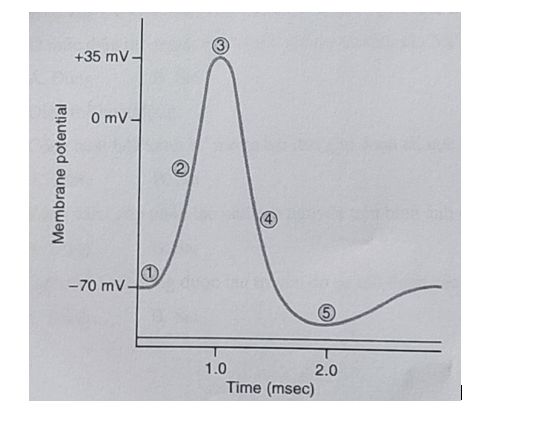 +35 mV
③
0 mV
②
Membrane potential
④
①
−70 mV
⑤
1.0
2.0
Time (msec)